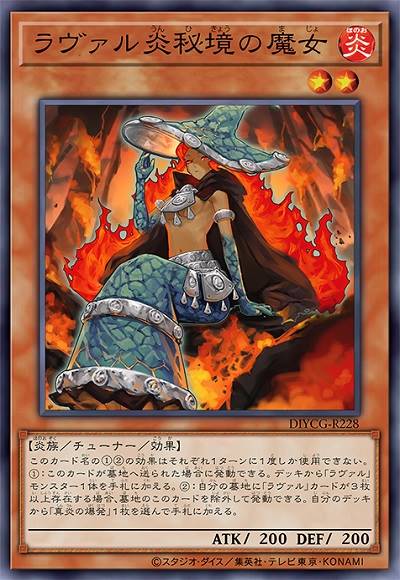 ラヴァル炎秘境の魔女
炎
DIYCG-R228
【炎族／チューナー／効果】
このカード名の①②の効果はそれぞれ1ターンに1度しか使用できない。
①：このカードが墓地へ送られた場合に発動できる。デッキから「ラヴァル」
モンスター1体を手札に加える。②：自分の墓地に「ラヴァル」カードが3枚
以上存在する場合、墓地のこのカードを除外して発動できる。自分のデッキ
から「真炎の爆発」1枚を選んで手札に加える。
ATK/ 200 DEF/ 200
©スタジオ・ダイス／集英社・テレビ東京・KONAMI